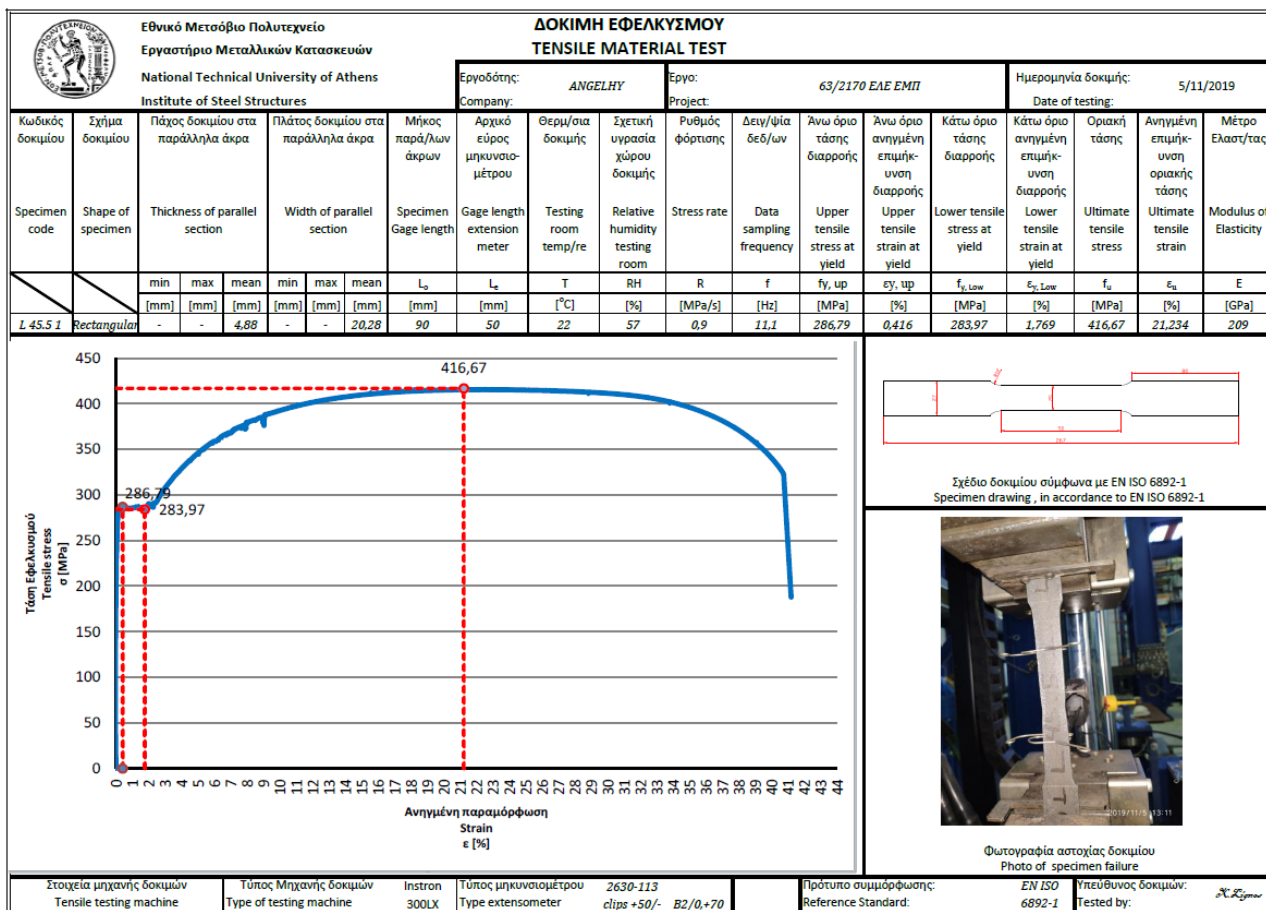 Εθνικό Μετσόβιο Πολυτεχνείο
Εργαστήριο Μεταλλικών Κατασκευών
National Technical University of Athens
Institute of Steel Structures
ΔΟΚΙΜΗ ΕΦΕΛΚΥΣΜΟΥ
TENSILE MATERIAL TEST
Εργοδότης:
Company:
ANGELHY
Έργο:
Project:
63/2170 ΕΛΕ ΕΜΠ
Ημερομηνία δοκιμής:
Date of testing:
5/11/2019
Κωδικός δοκιμίου
Specimen code
Σχήμα δοκιμίου
Shape of specimen
Πάχος δοκιμίου στα παράλληλα άκρα
Thickness of parallel section
Πλάτος δοκιμίου στα παράλληλα άκρα
Width of parallel section
Μήκος παρά/λων άκρων
Specimen Gage length
Αρχικό εύρος μηκυνσιο-μέτρου
Gage length extension meter
Θερμ/σια δοκιμής
Testing room temp/re
Σχετική υγρασία χώρου δοκιμής
Relative humidity testing room
Ρυθμός φόρτισης
Stress rate
Δειγ/ψία δεδ/ων
Data sampling frequency
Άνω όριο τάσης διαρροής
Upper tensile stress at yield
Άνω όριο ανηγμένη επιμήκ-υνση διαρροής
Upper tensile strain at yield
Κάτω όριο τάσης διαρροής
Lower tensile stress at yield
Κάτω όριο ανηγμένη επιμήκ-υνση διαρροής
Lower tensile strain at yield
Οριακή τάσης
Ultimate tensile stress
Ανηγμένη επιμήκ-υνση οριακής τάσης
Ultimate tensile strain
Μέτρο Ελαστ/τας
Modulus of Elasticity
min max mean min max mean L₀ Lₑ T RH R f fy, up εy, up fy, Low εy, Low fu εu E
[mm] [mm] [mm] [mm] [mm] [mm] [mm] [mm] [°C] [%] [MPa/s] [Hz] [MPa] [%] [MPa] [%] [MPa] [%] [GPa]
L 45.5 1 Rectangular - - 4,88 - - 20,28 90 50 22 57 0,9 11,1 286,79 0,416 283,97 1,769 416,67 21,234 209
450
400
350
300
250
200
150
100
50
0
416,67
286,79
283,97
Τάση Εφελκυσμού
Tensile stress
σ [MPa]
0 1 2 3 4 5 6 7 8 9 10 11 12 13 14 15 16 17 18 19 20 21 22 23 24 25 26 27 28 29 30 31 32 33 34 35 36 37 38 39 40 41 42 43 44
Ανηγμένη παραμόρφωση
Strain
ε [%]
Σχέδιο δοκιμίου σύμφωνα με EN ISO 6892-1
Specimen drawing , in accordance to EN ISO 6892-1
2019/11/5 13:11
Φωτογραφία αστοχίας δοκιμίου
Photo of specimen failure
Στοιχεία μηχανής δοκιμών
Tensile testing machine
Τύπος Μηχανής δοκιμών
Type of testing machine
Instron
300LX
Τύπος μηκυνσιομέτρου
Type extensometer
2630-113
clips +50/- B2/0,+70
Πρότυπο συμμόρφωσης:
Reference Standard:
EN ISO
6892-1
Υπεύθυνος δοκιμών:
Tested by: